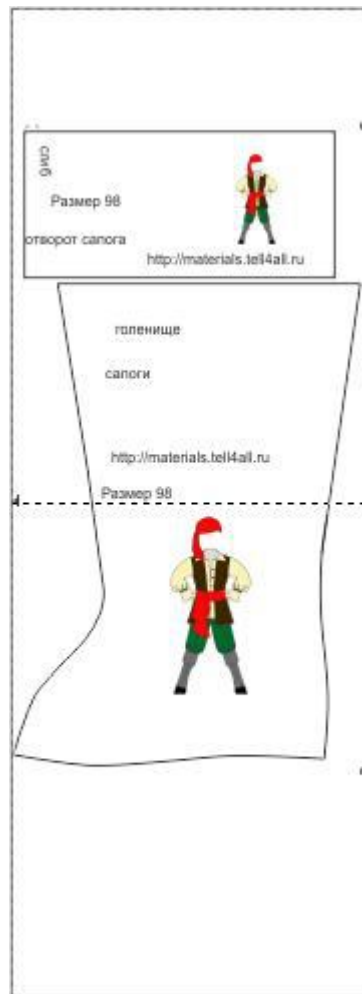 сгиб
Размер 98
отворот сапога
http://materials.tell4all.ru
голенище
сапоги
http://materials.tell4all.ru
Размер 98